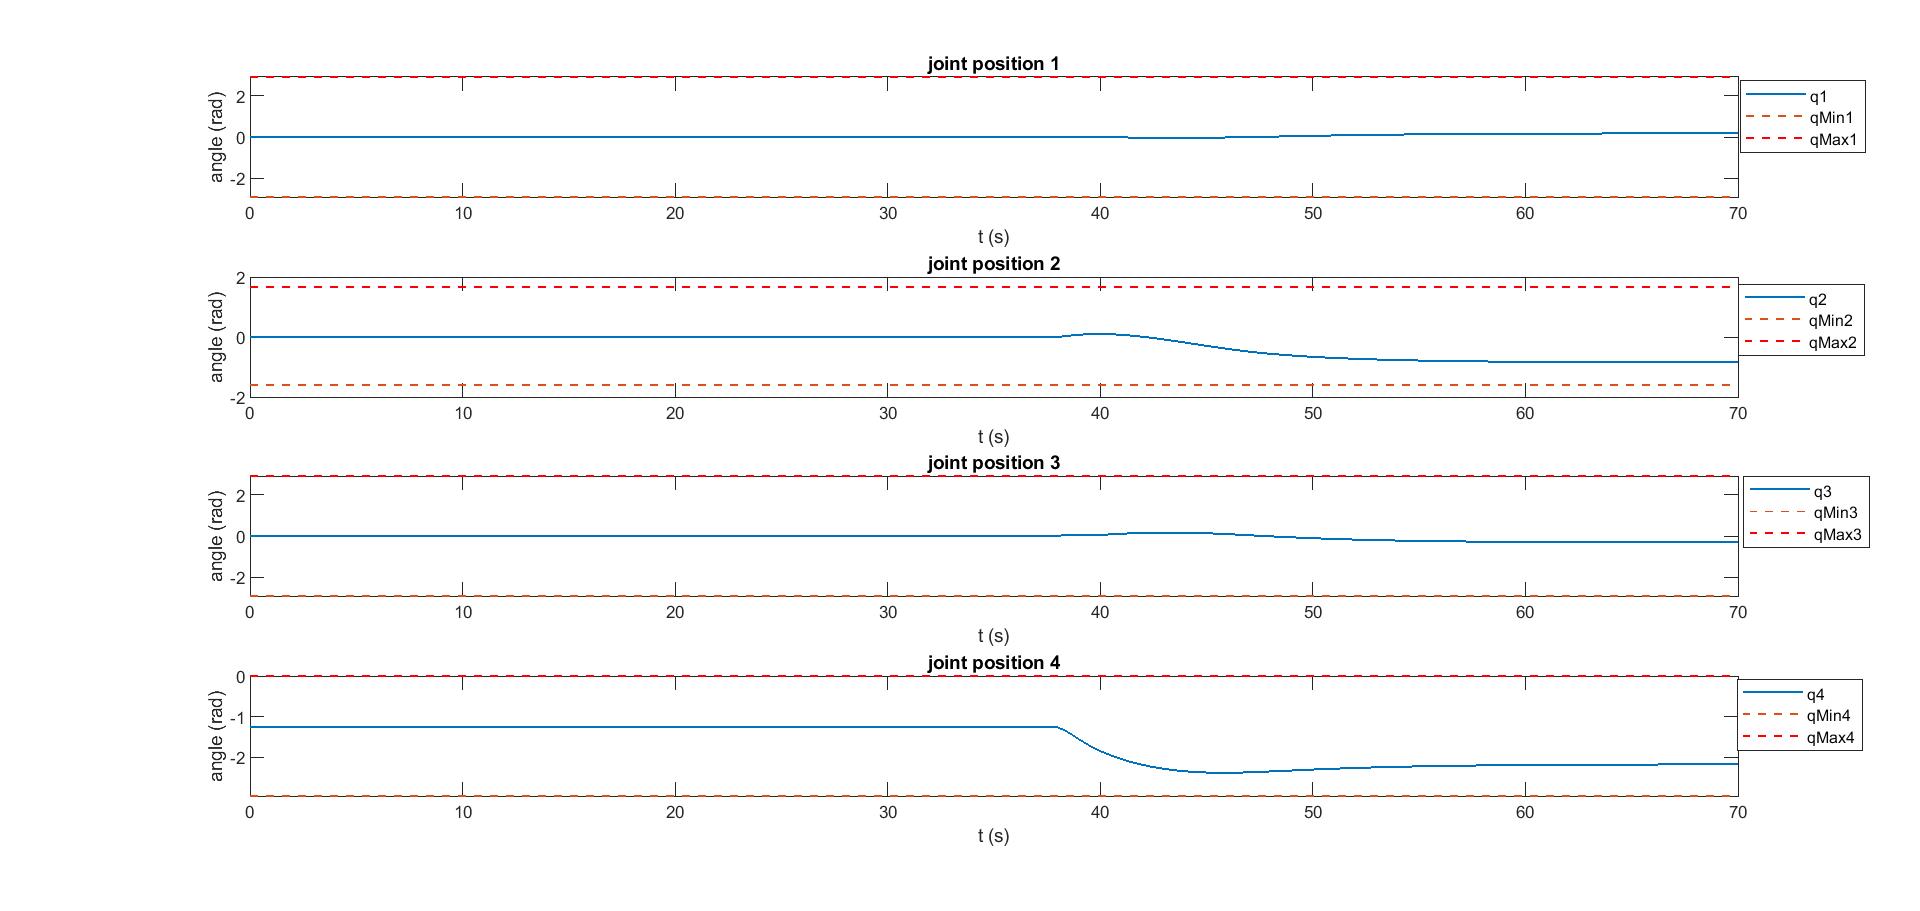 joint position 1
angle (rad)
2
0
-2
0 10 20 30 40 50 60 70
t (s)
q1
qMin1
qMax1
joint position 2
angle (rad)
2
0
-2
0 10 20 30 40 50 60 70
t (s)
q2
qMin2
qMax2
joint position 3
angle (rad)
2
0
-2
0 10 20 30 40 50 60 70
t (s)
q3
qMin3
qMax3
joint position 4
angle (rad)
0
-1
-2
0 10 20 30 40 50 60 70
t (s)
q4
qMin4
qMax4